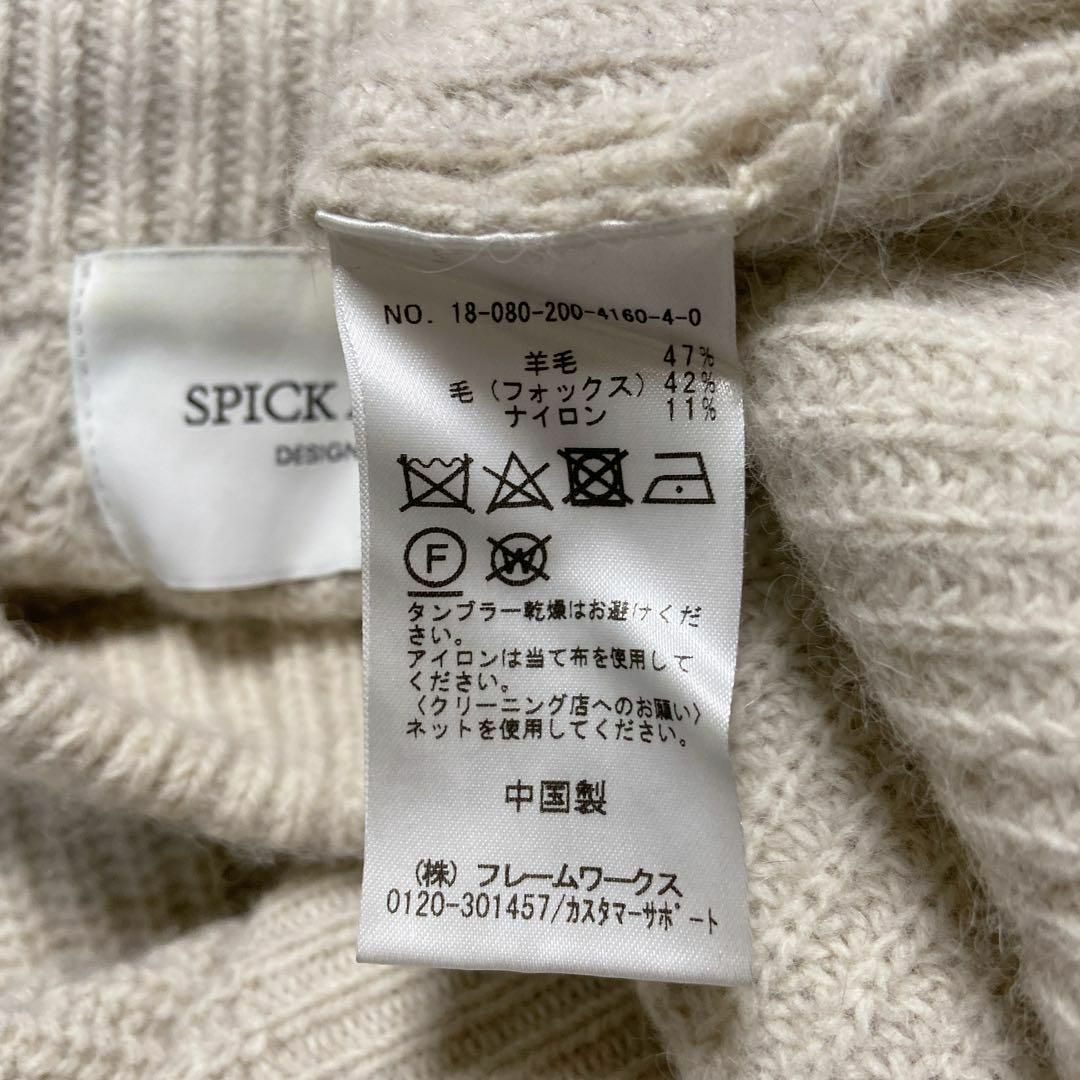 SPICK
DESIGN
NO. 18-080-200-4160-4-0
羊毛 47%
毛(フォックス) 42%
ナイロン 11%
F W
タンブラー乾燥はお避けくだ
さい。
アイロンは当て布を使用して
ください。
〈クリーニング店へのお願い〉
ネットを使用してください。
中国製
(株) フレームワークス
0120-301457/カスタマーサポート